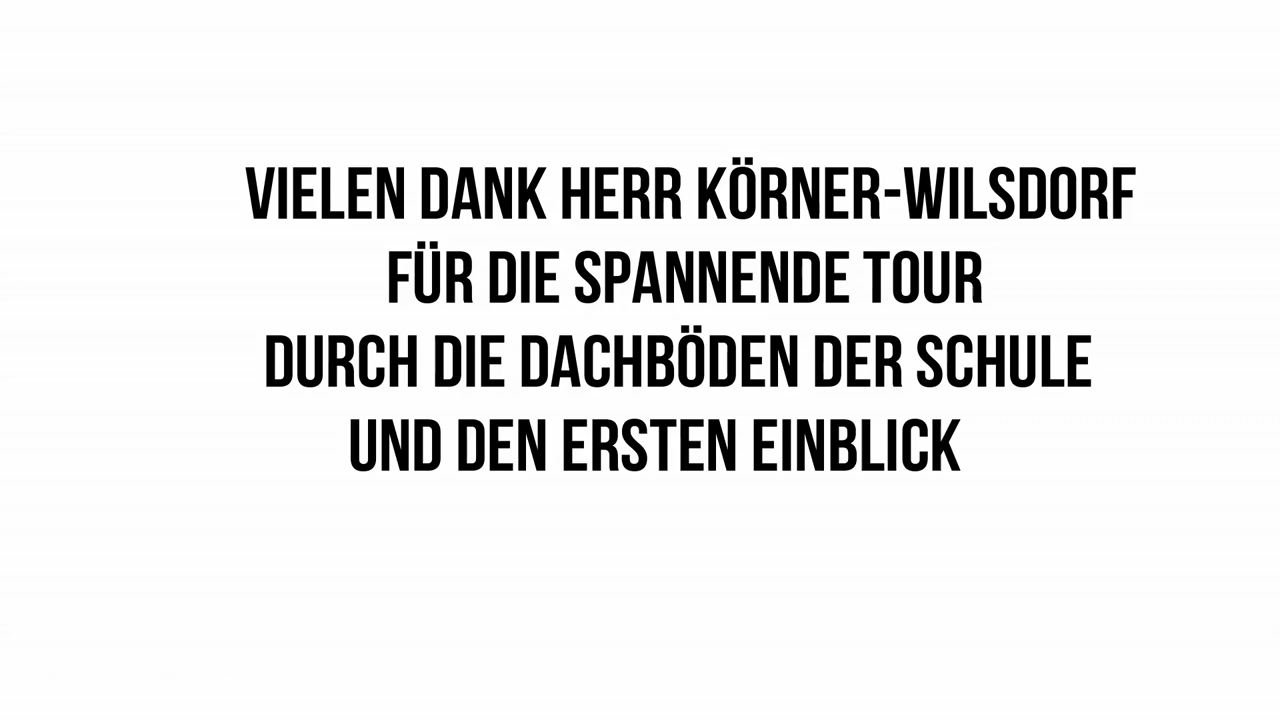 VIELEN DANK HERR KÖRNER-WILSDORF
FÜR DIE SPANNENDE TOUR
DURCH DIE DACHBÖDEN DER SCHULE
UND DEN ERSTEN EINBLICK